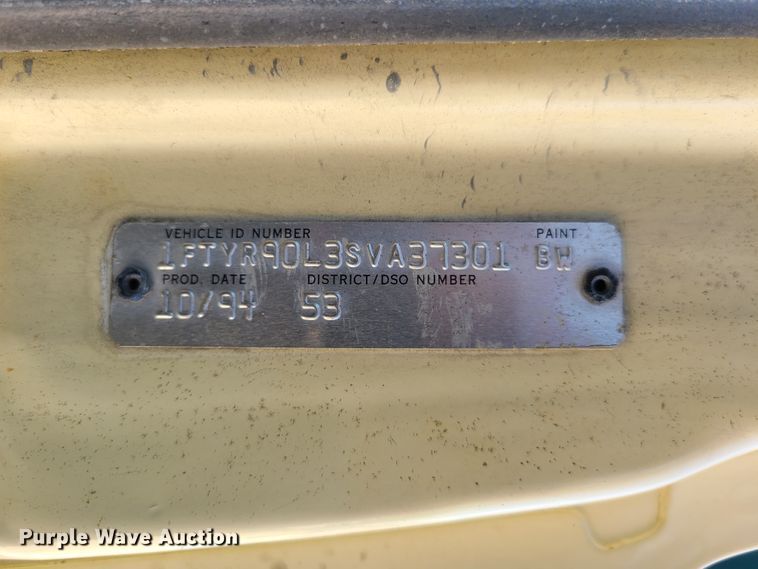 VEHICLE ID NUMBER PAINT
1FTYR90L3SVA37301 BW
PROD. DATE DISTRICT/DSO NUMBER
10/94 53
Purple Wave Auction